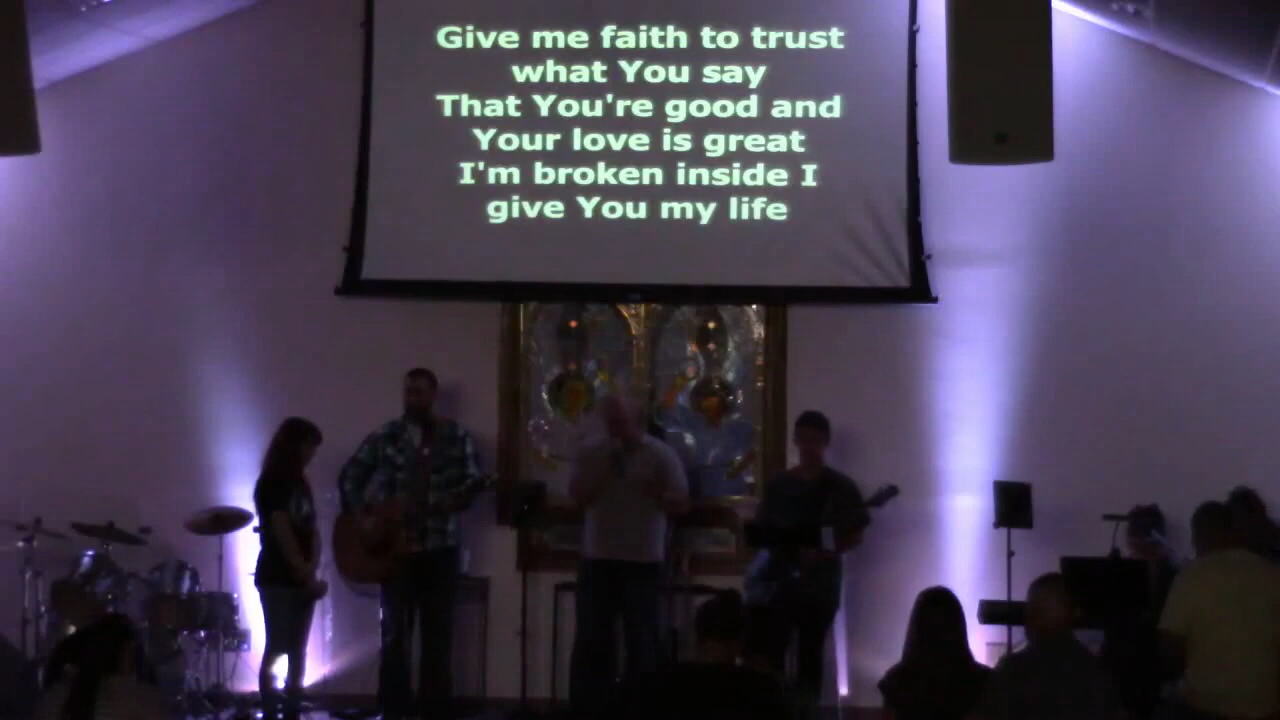 Give me faith to trust
what You say
That You're good and
Your love is great
I'm broken inside I
give You my life